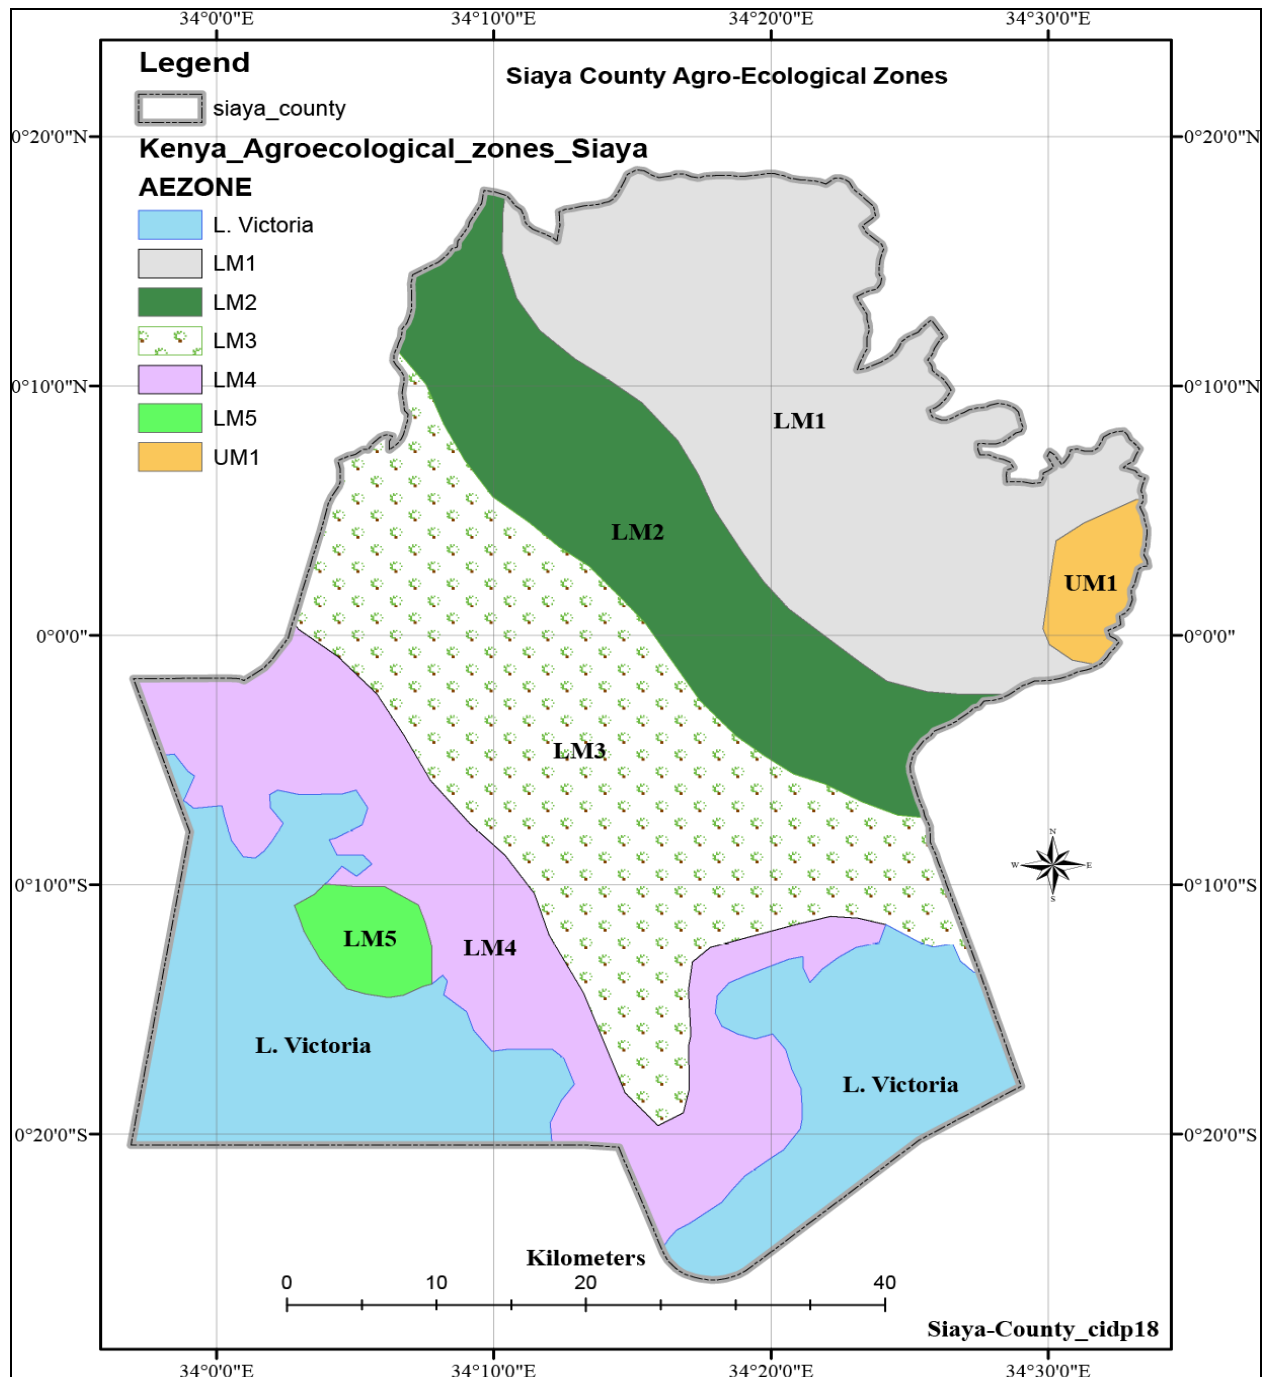 34°0'0"E 34°10'0"E 34°20'0"E 34°30'0"E
Legend
Siaya County Agro-Ecological Zones
siaya_county
0°20'0"N 0°20'0"N
Kenya_Agroecological_zones_Siaya
AEZONE
L. Victoria
LM1
LM2
LM3
LM4
LM5
UM1
0°10'0"N 0°10'0"N
LM1
LM2
UM1
0°0'0" 0°0'0"
LM3
N
W E
S
0°10'0"S 0°10'0"S
LM5
LM4
L. Victoria
L. Victoria
0°20'0"S 0°20'0"S
Kilometers
0 10 20 40
Siaya-County_cidp18
34°0'0"E 34°10'0"E 34°20'0"E 34°30'0"E